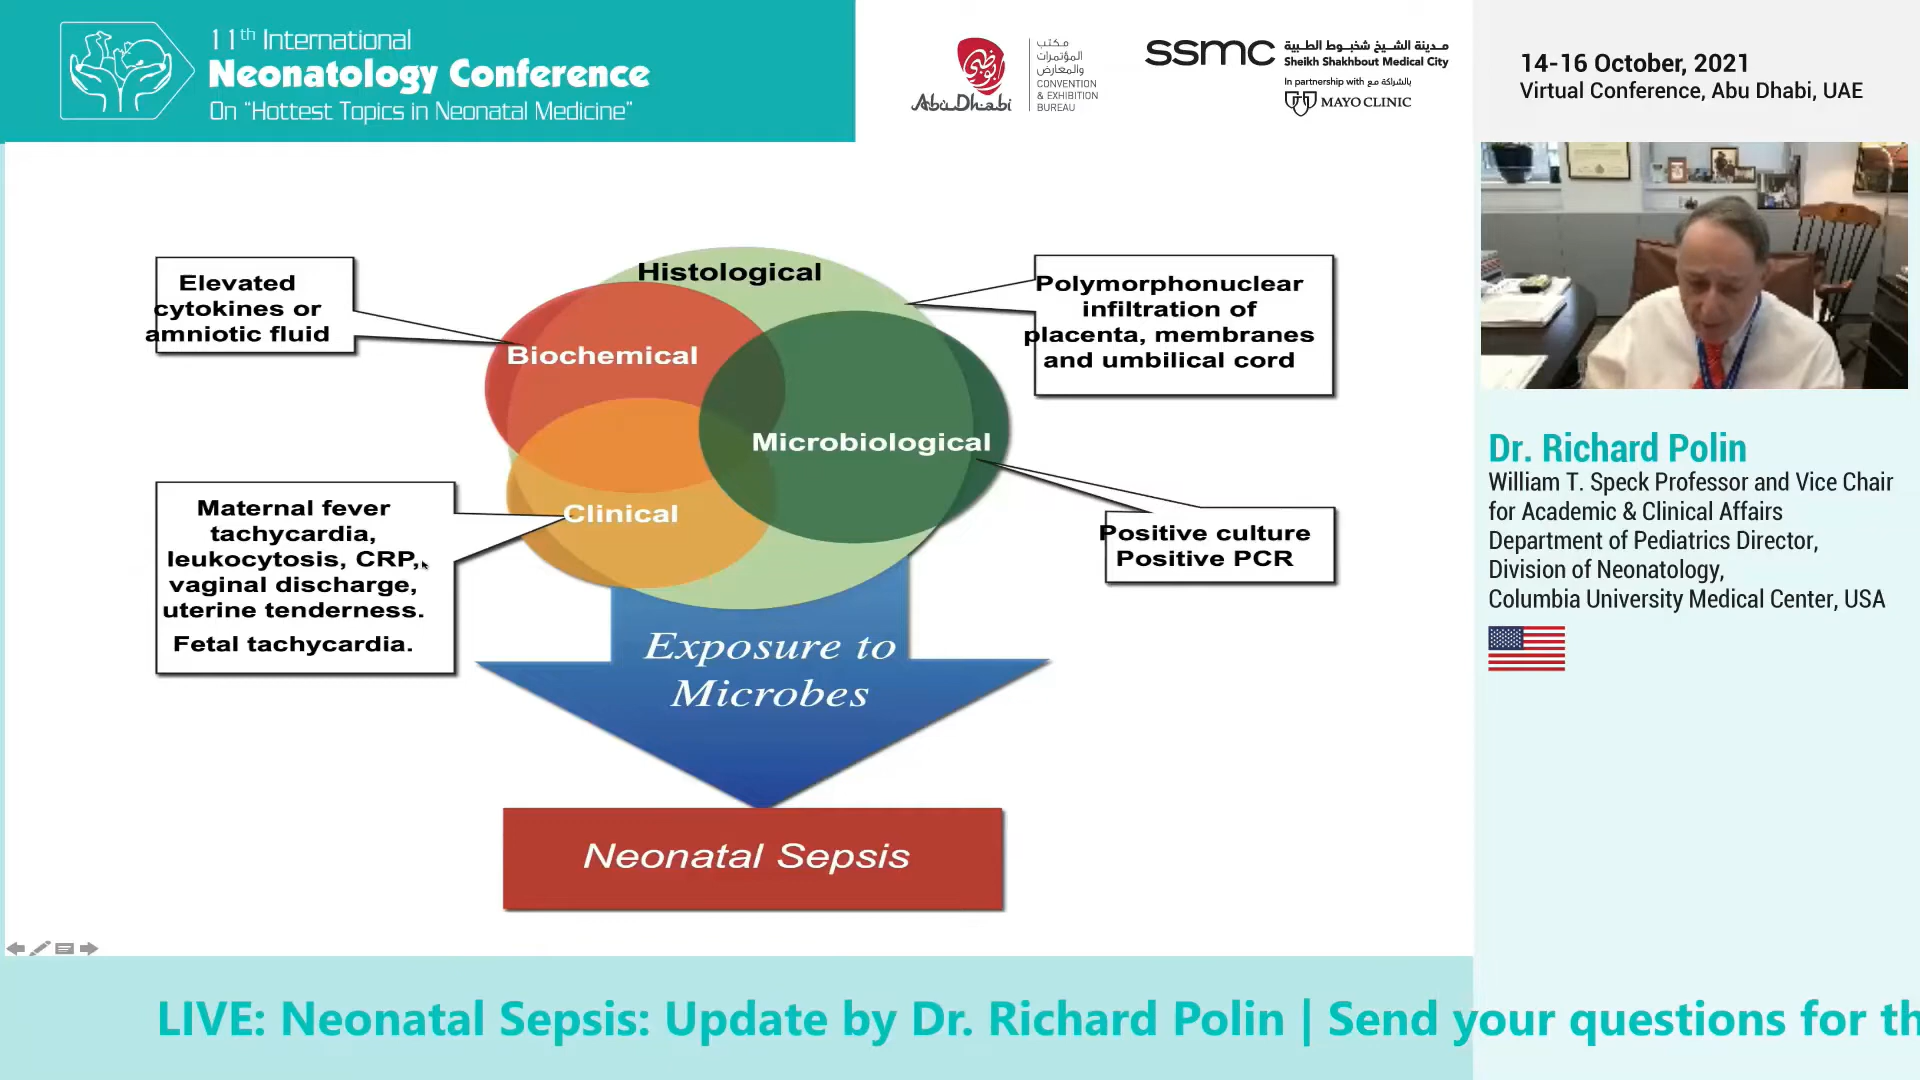 11th International
Neonatology Conference
On "Hottest Topics in Neonatal Medicine"
Abu Dhabi
مكتب
المؤتمرات
والمعارض
CONVENTION
& EXHIBITION
BUREAU
ssmc
مدينة الشيخ شخبوط الطبية
Sheikh Shakhbout Medical City
In partnership with بالشراكة مع
MAYO CLINIC
14-16 October, 2021
Virtual Conference, Abu Dhabi, UAE
Histological
Elevated
cytokines or
amniotic fluid
Biochemical
Polymorphonuclear
infiltration of
placenta, membranes
and umbilical cord
Microbiological
Maternal fever
tachycardia,
leukocytosis, CRP,
vaginal discharge,
uterine tenderness.
Fetal tachycardia.
Clinical
Positive culture
Positive PCR
Exposure to
Microbes
Neonatal Sepsis
Dr. Richard Polin
William T. Speck Professor and Vice Chair
for Academic & Clinical Affairs
Department of Pediatrics Director,
Division of Neonatology,
Columbia University Medical Center, USA
LIVE: Neonatal Sepsis: Update by Dr. Richard Polin | Send your questions for th